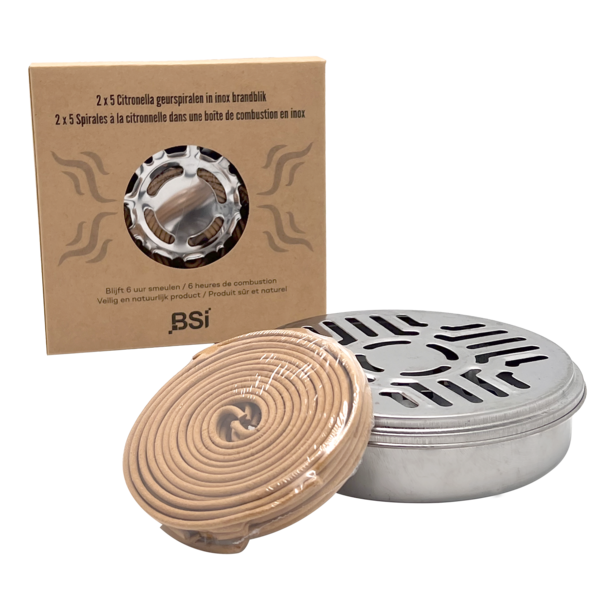 2 x 5 Citronella geurspiralen in inox brandblik
2 x 5 Spirales à la citronnelle dans une boîte de combustion en inox
Blijft 6 uur smeulen / 6 heures de combustion
Veilig en natuurlijk product / Produit sûr et naturel
BSi